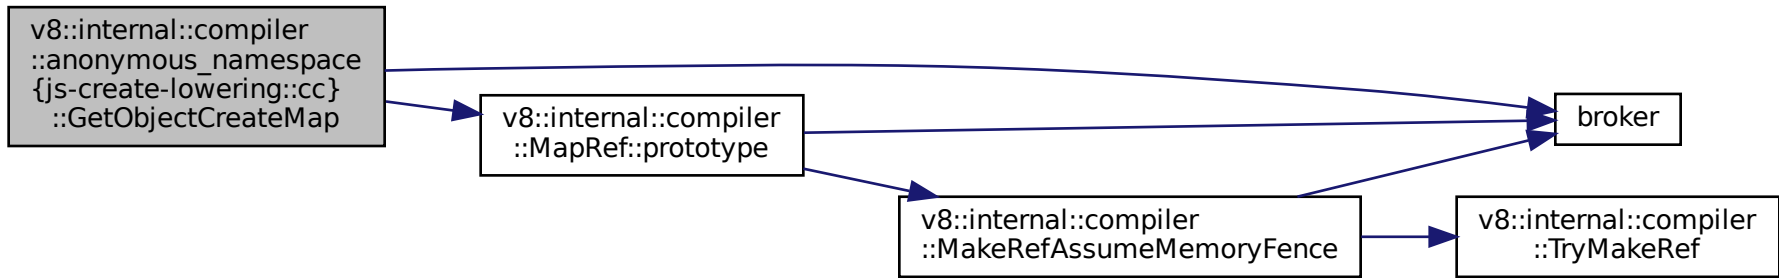 v8::internal::compiler
::anonymous_namespace
{js-create-lowering::cc}
::GetObjectCreateMap
v8::internal::compiler
::MapRef::prototype
broker
v8::internal::compiler
::MakeRefAssumeMemoryFence
v8::internal::compiler
::TryMakeRef